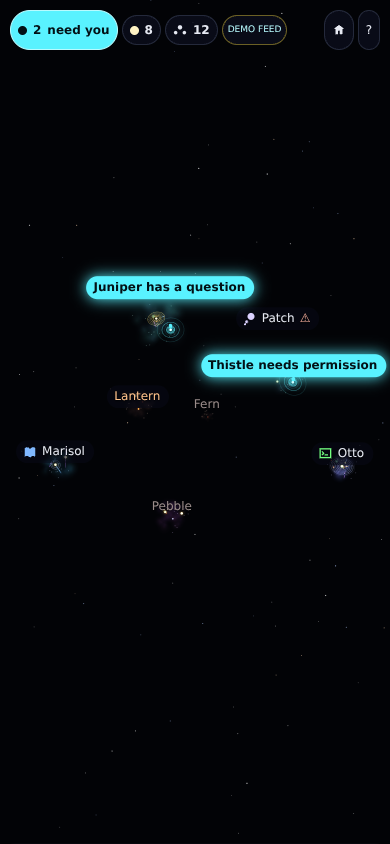 2 need you
8
12
DEMO FEED
?
Juniper has a question
Patch ⚠
Thistle needs permission
Lantern
Fern
Marisol
Otto
Pebble